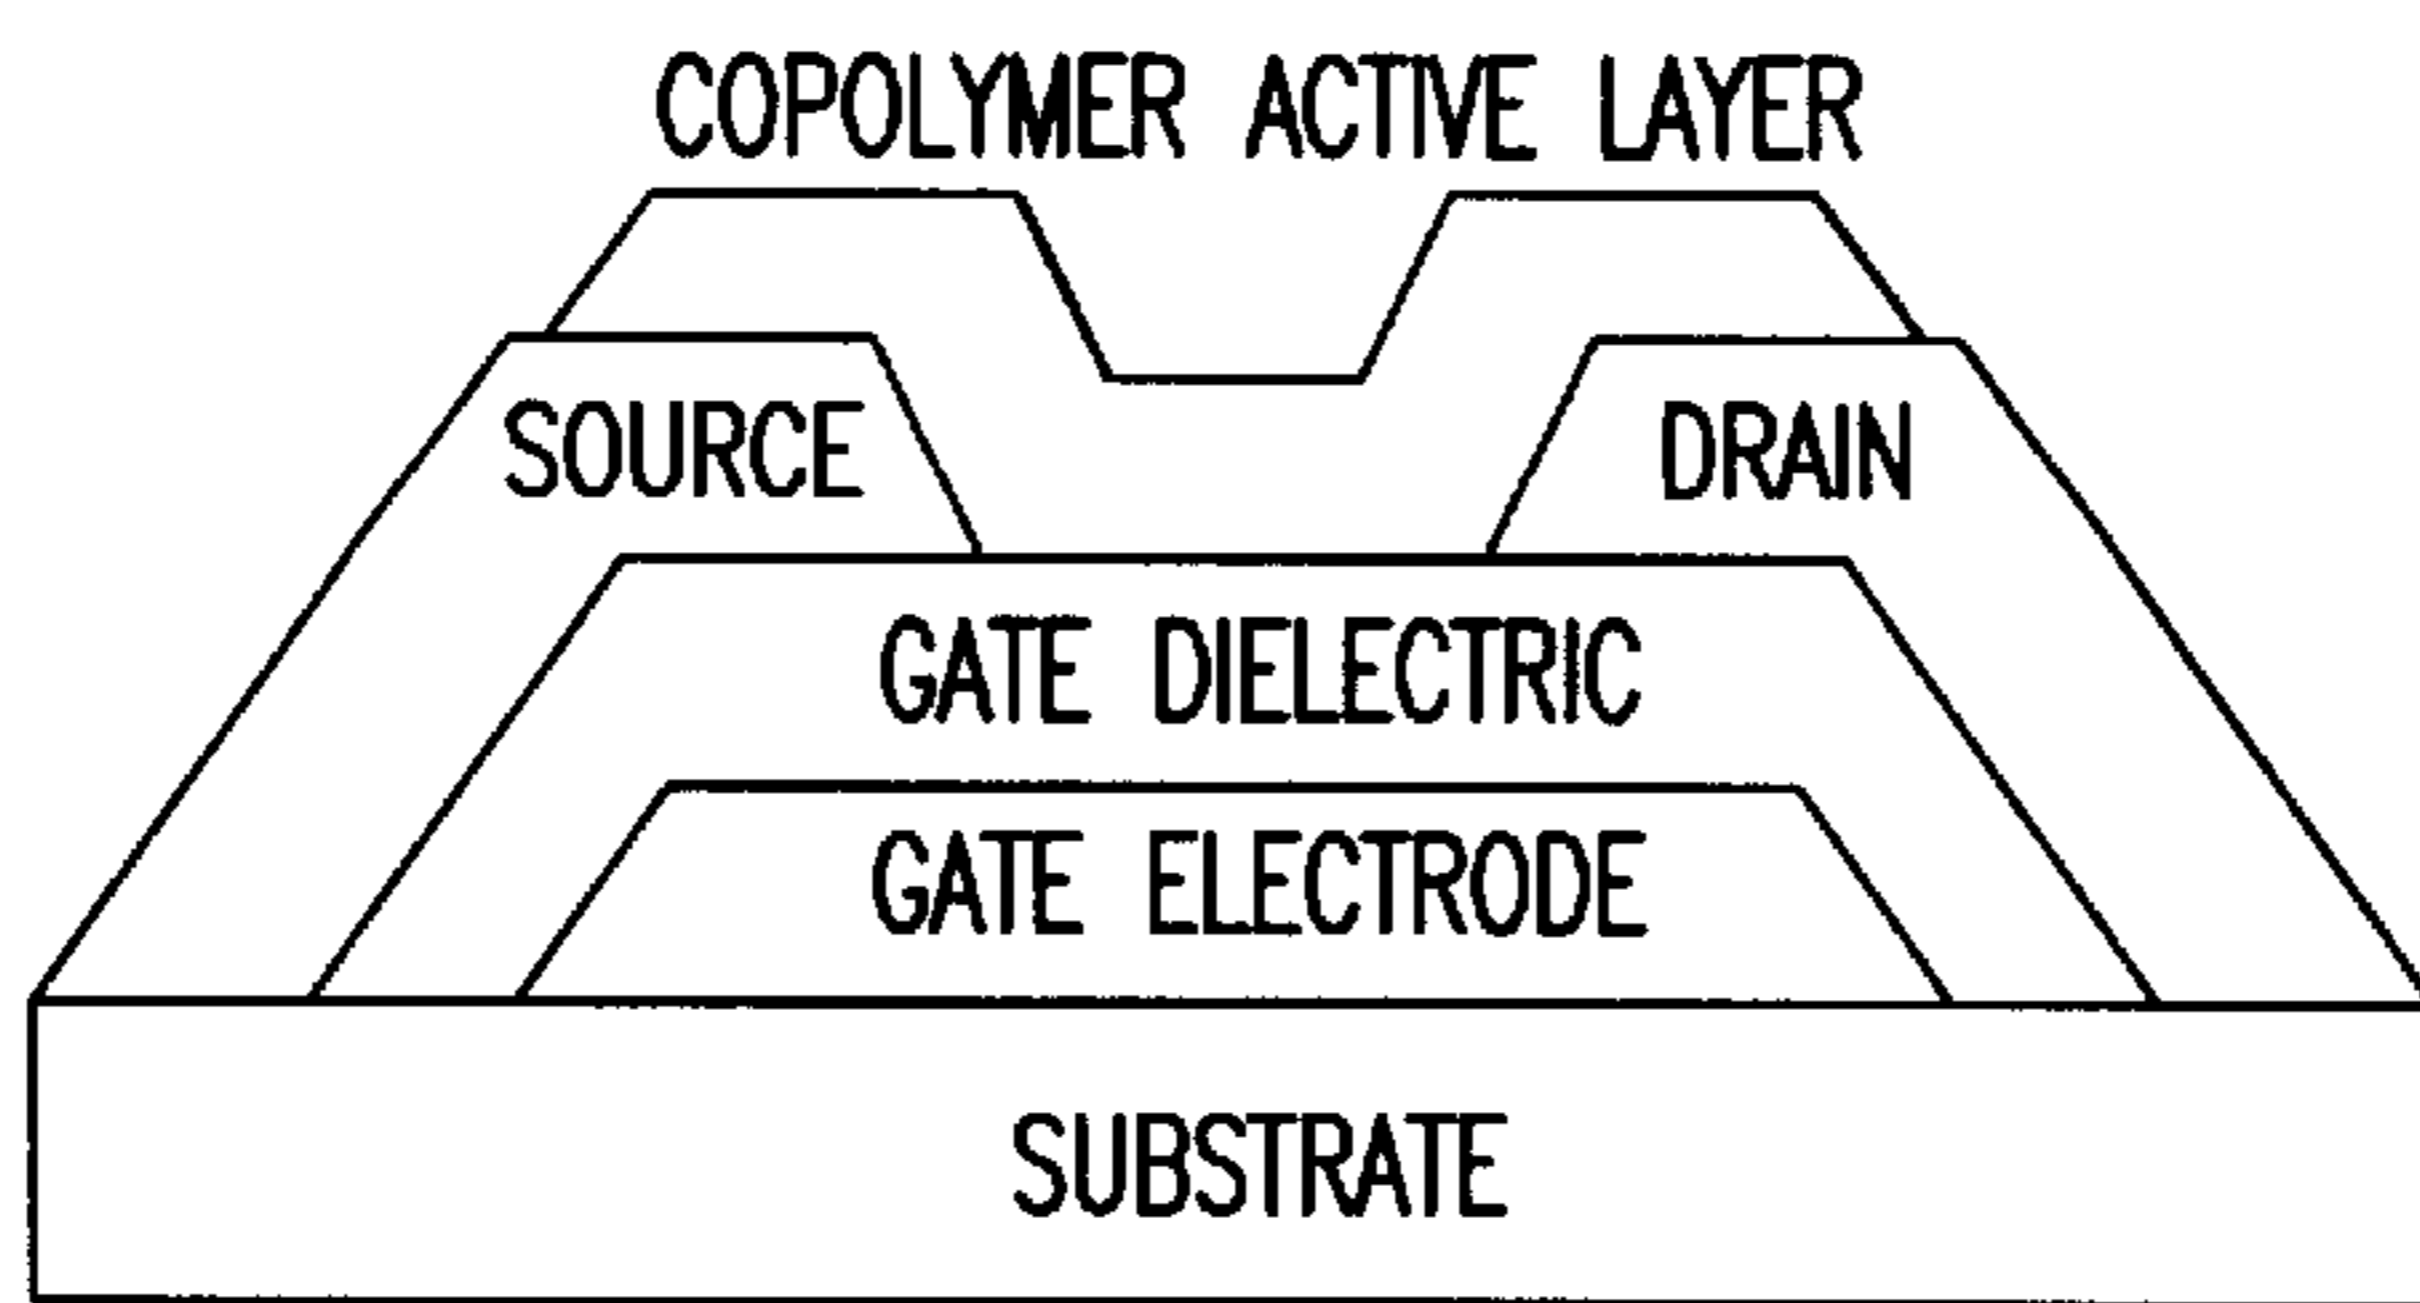 COPOLYMER ACTIVE LAYER
SOURCE
DRAIN
GATE DIELECTRIC
GATE ELECTRODE
SUBSTRATE